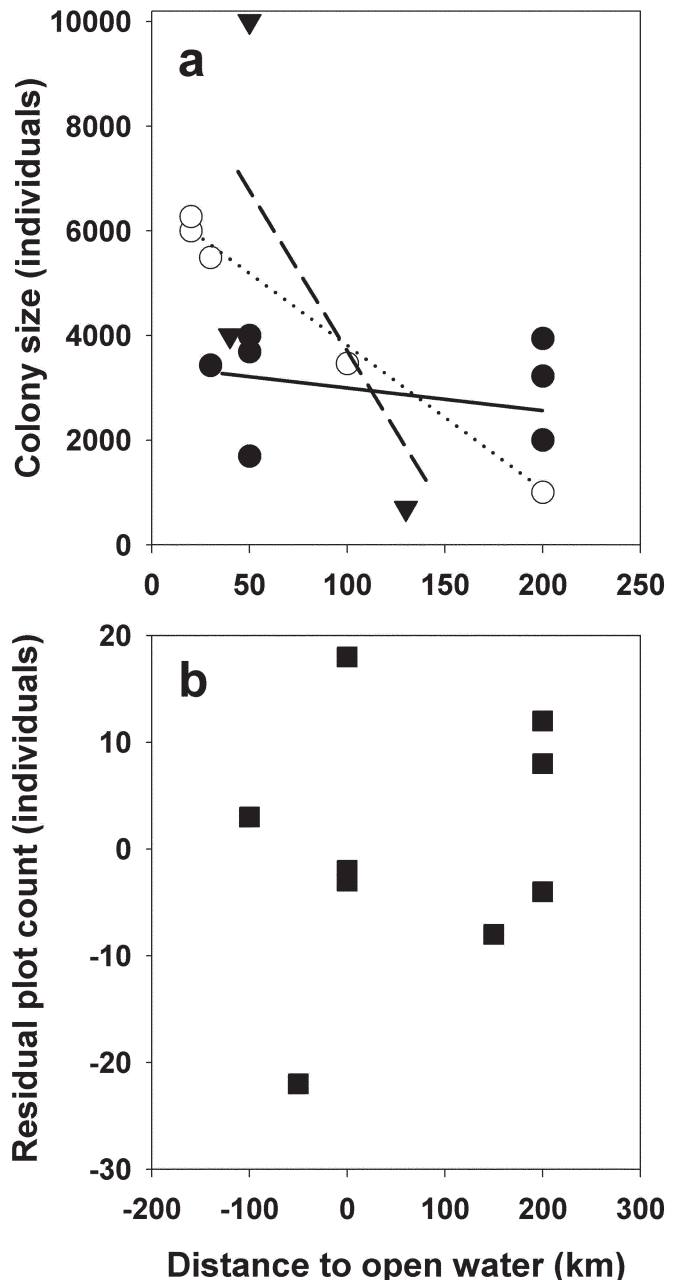 Colony size (individuals)
a
10000
8000
6000
4000
2000
0
0 50 100 150 200 250
Residual plot count (individuals)
b
20
10
0
-10
-20
-30
-200 -100 0 100 200 300
Distance to open water (km)